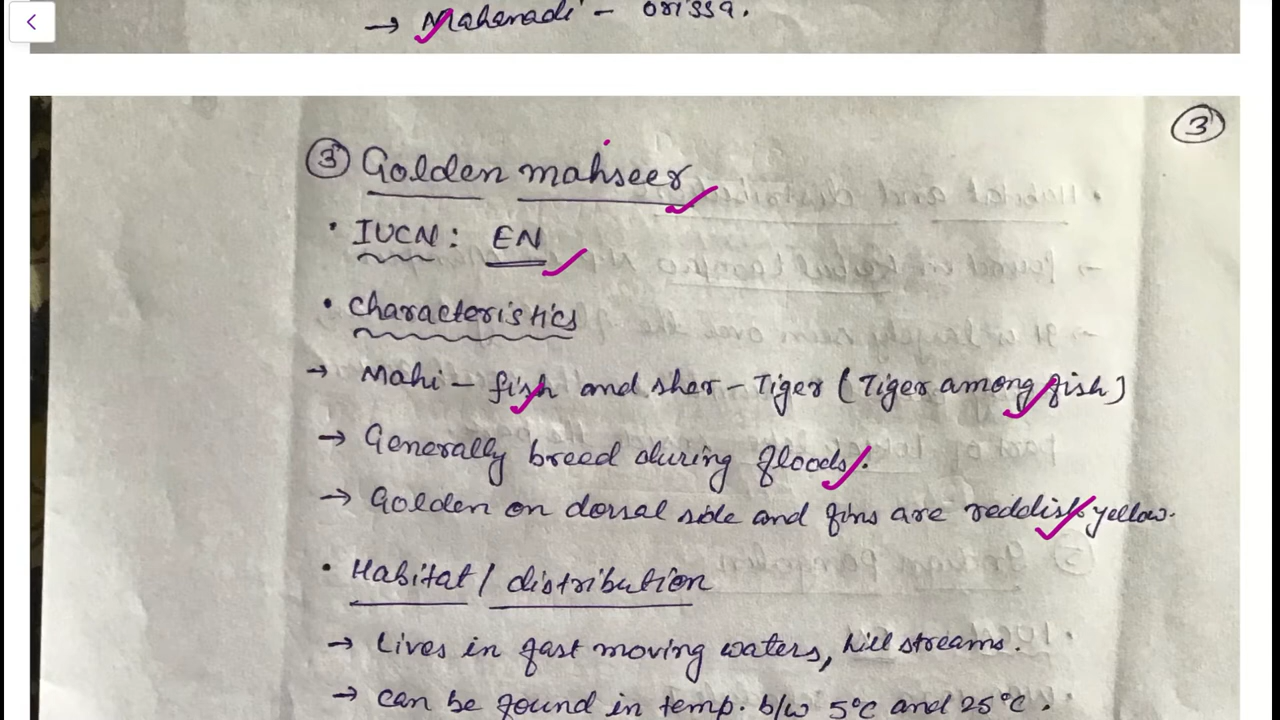 → Mahanadi - orissa.
3
③ Golden mahseer
• IUCN: EN
• characteristics
→ Mahi - fish and sher - Tiger (Tiger among fish)
→ Generally breed during floods.
→ Golden on dorsal side and fins are reddish yellow.
• Habitat / distribution
→ Lives in fast moving waters, hill streams.
→ can be found in temp. b/w 5°C and 25°C.